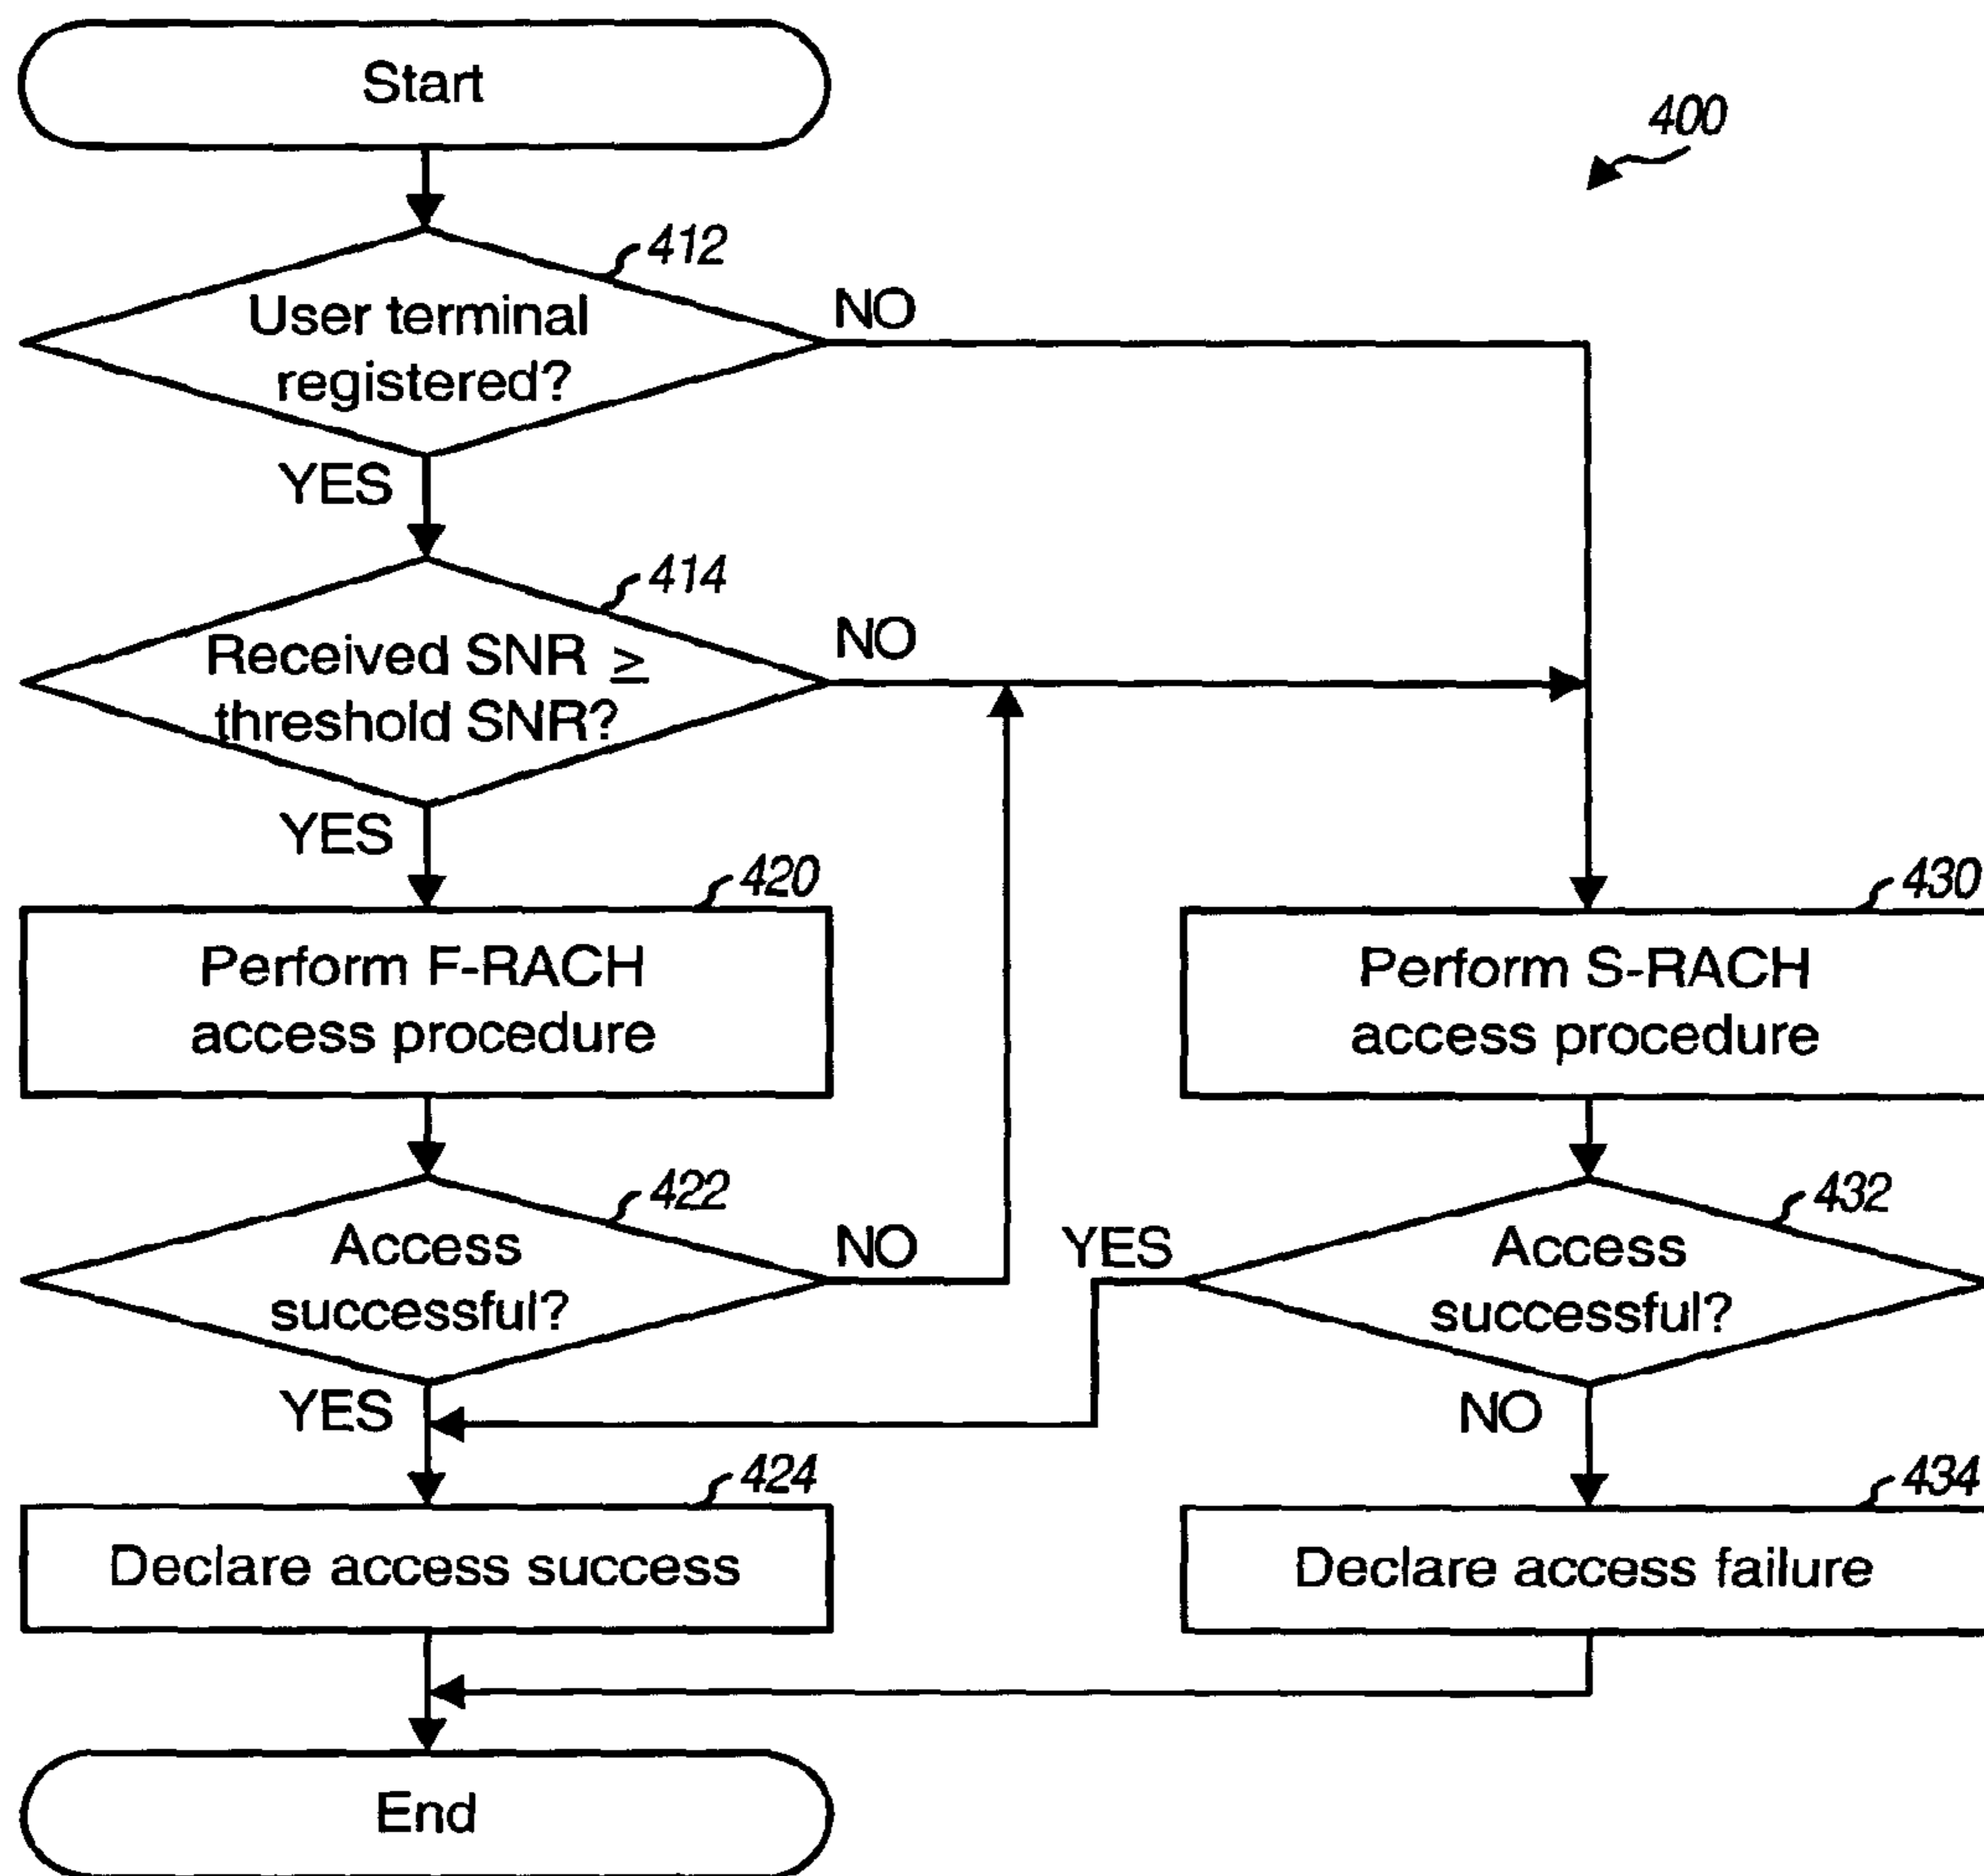 Start
400
412
User terminal
registered?
NO
YES
414
Received SNR ≥
threshold SNR?
NO
YES
420
Perform F-RACH
access procedure
430
Perform S-RACH
access procedure
422
Access
successful?
NO
YES
432
Access
successful?
YES
NO
424
Declare access success
434
Declare access failure
End